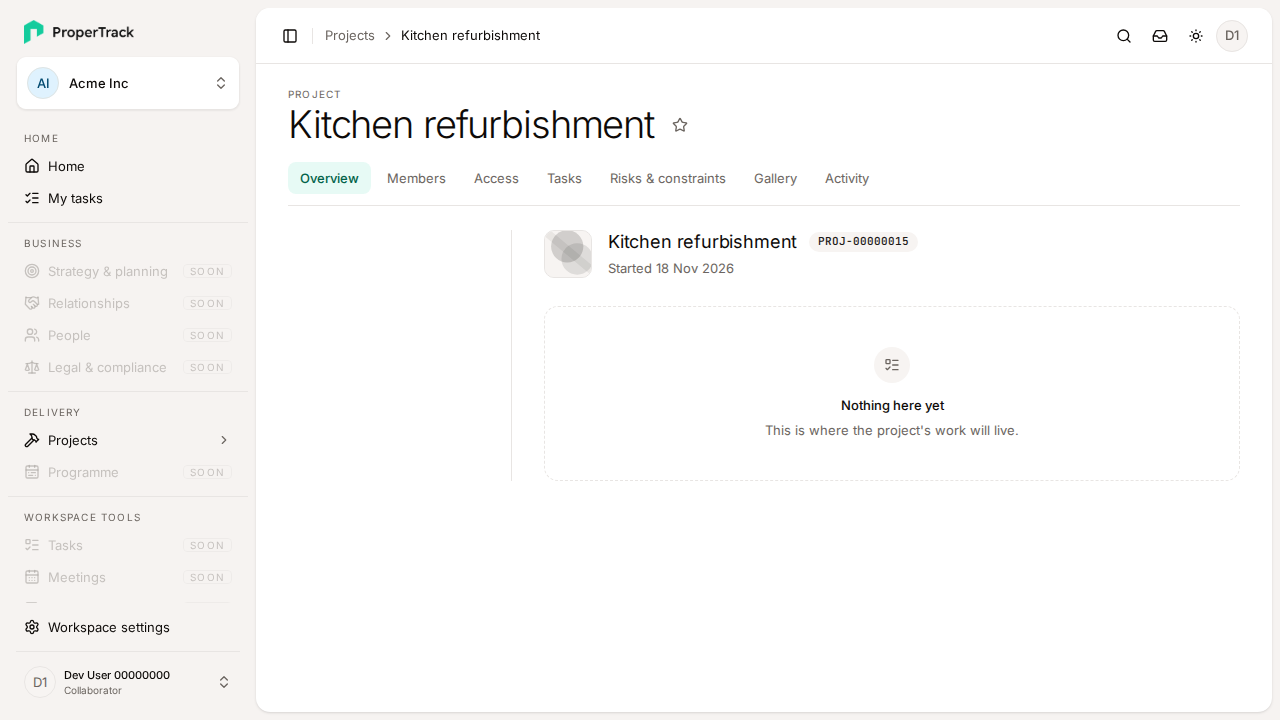 ProperTrack
AI
Acme Inc
HOME
Home
My tasks
BUSINESS
Strategy & planning SOON
Relationships SOON
People SOON
Legal & compliance SOON
DELIVERY
Projects
Programme SOON
WORKSPACE TOOLS
Tasks SOON
Meetings SOON
Workspace settings
D1
Dev User 00000000
Collaborator
Projects
Kitchen refurbishment
D1
PROJECT
Kitchen refurbishment
Overview Members Access Tasks Risks & constraints Gallery Activity
Kitchen refurbishment PROJ-00000015
Started 18 Nov 2026
Nothing here yet
This is where the project's work will live.